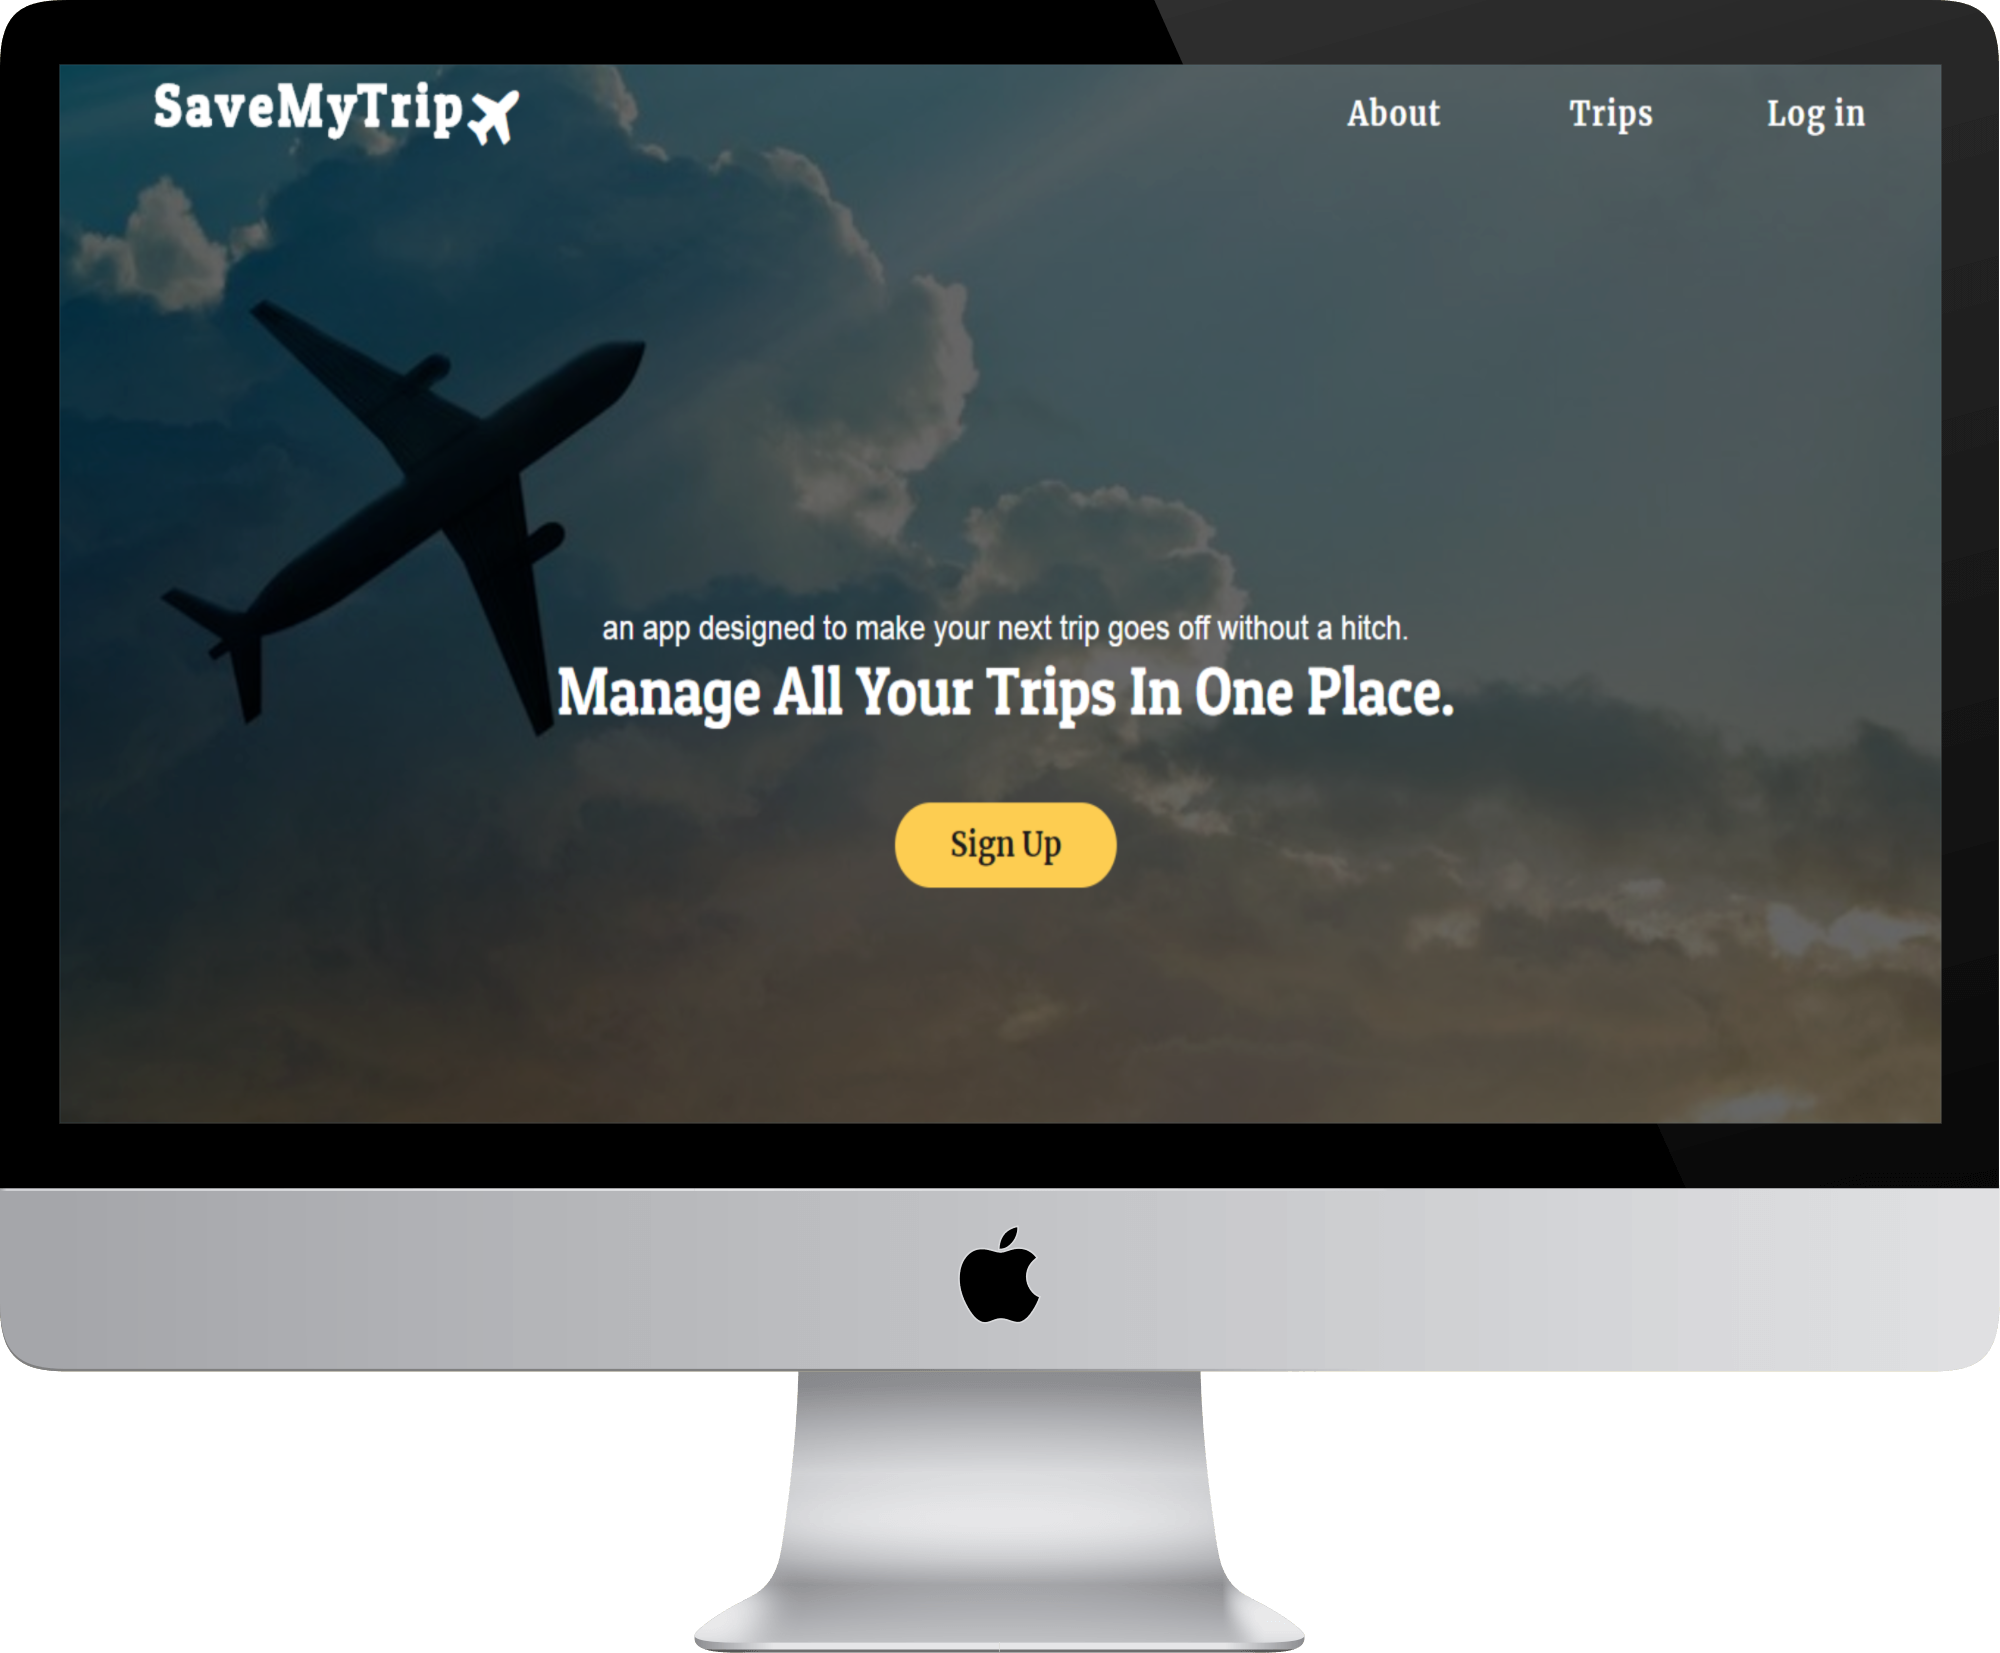 SaveMyTrip
About Trips Log in
an app designed to make your next trip goes off without a hitch.
Manage All Your Trips In One Place.
Sign Up